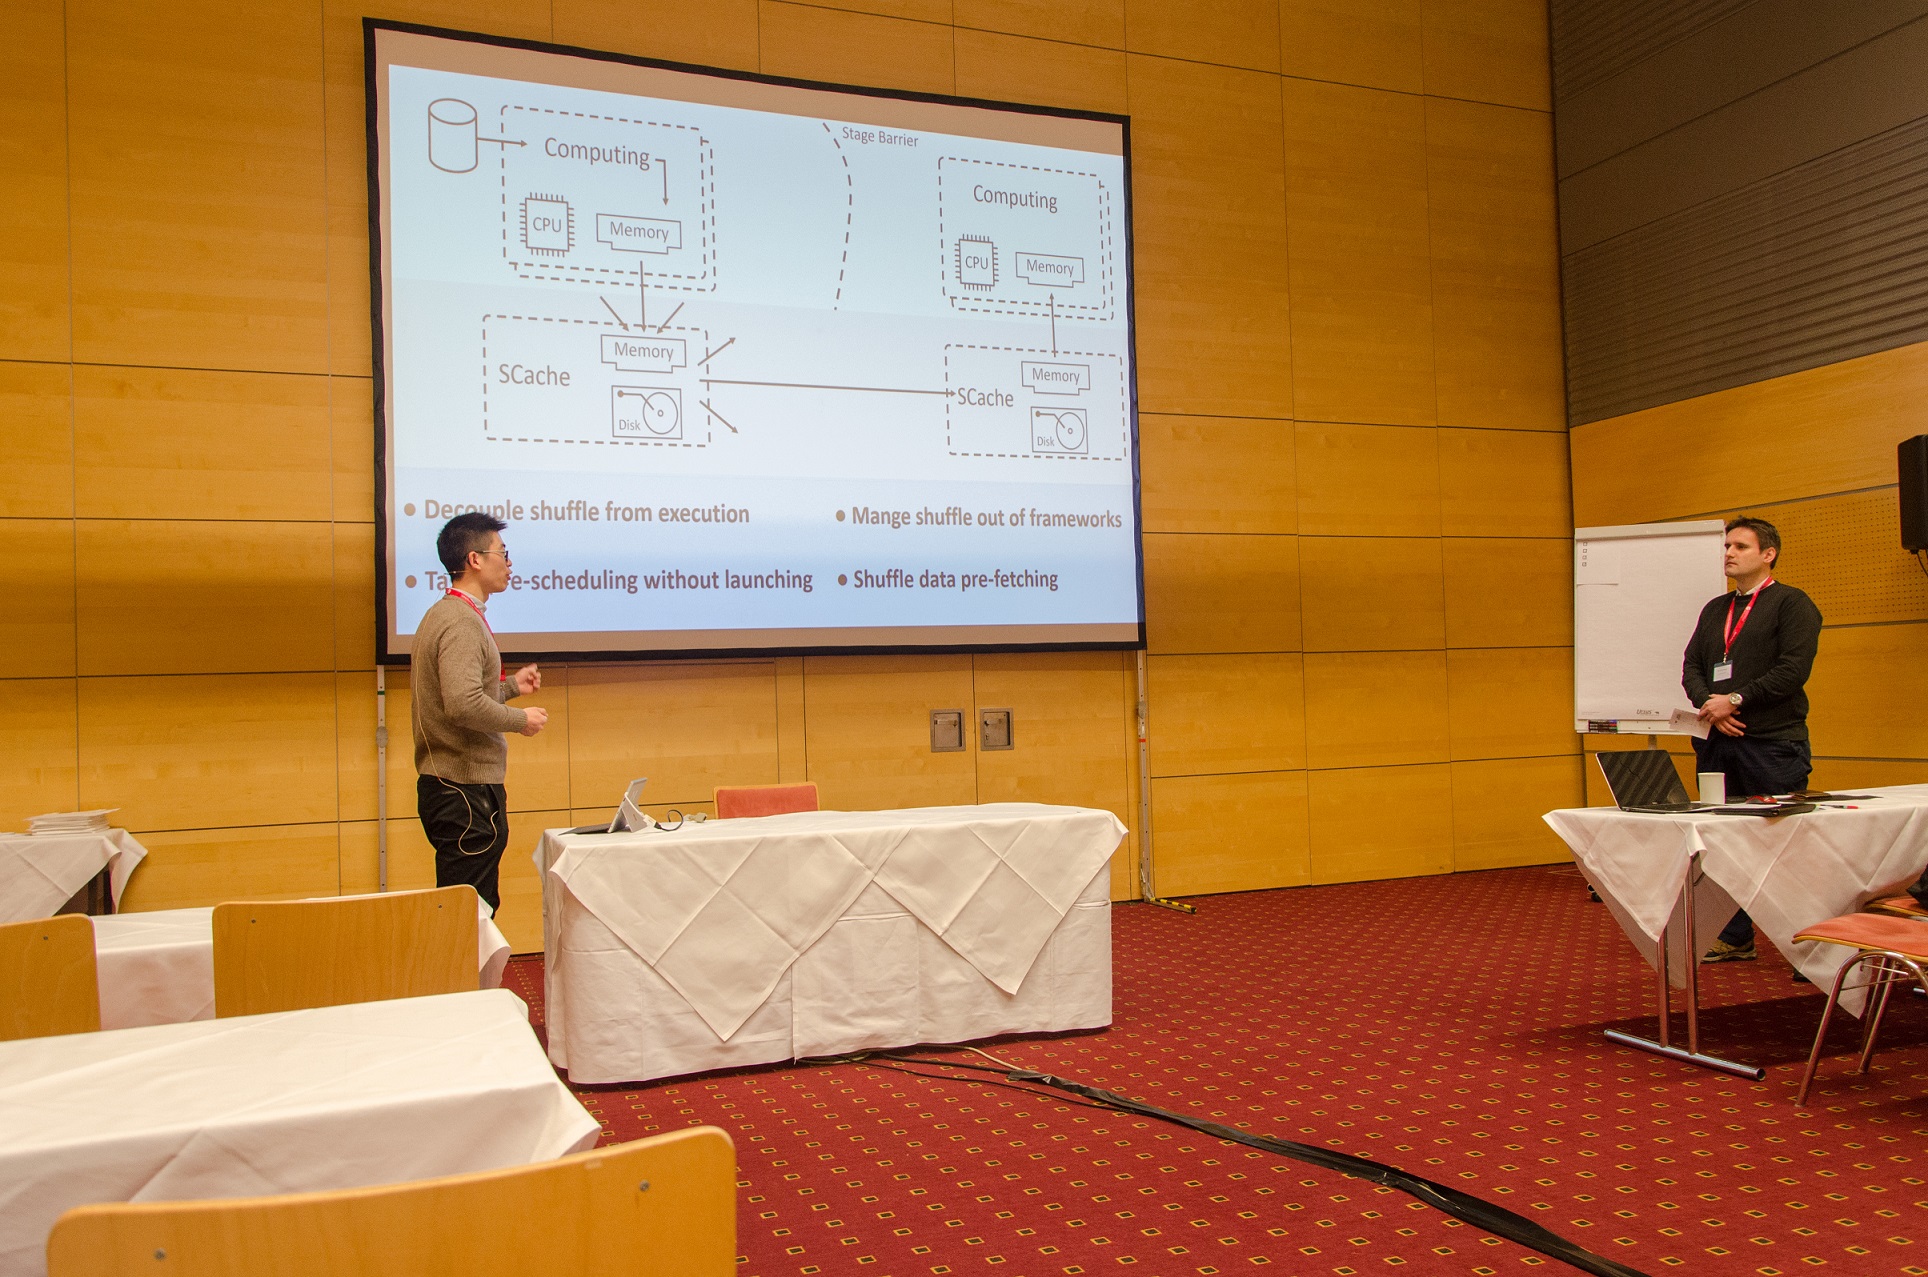 Stage Barrier
Computing
CPU
Memory
Computing
CPU
Memory
Memory
SCache
Disk
Memory
SCache
Disk
● Decouple shuffle from execution
● Mange shuffle out of frameworks
e-scheduling without launching
● Shuffle data pre-fetching